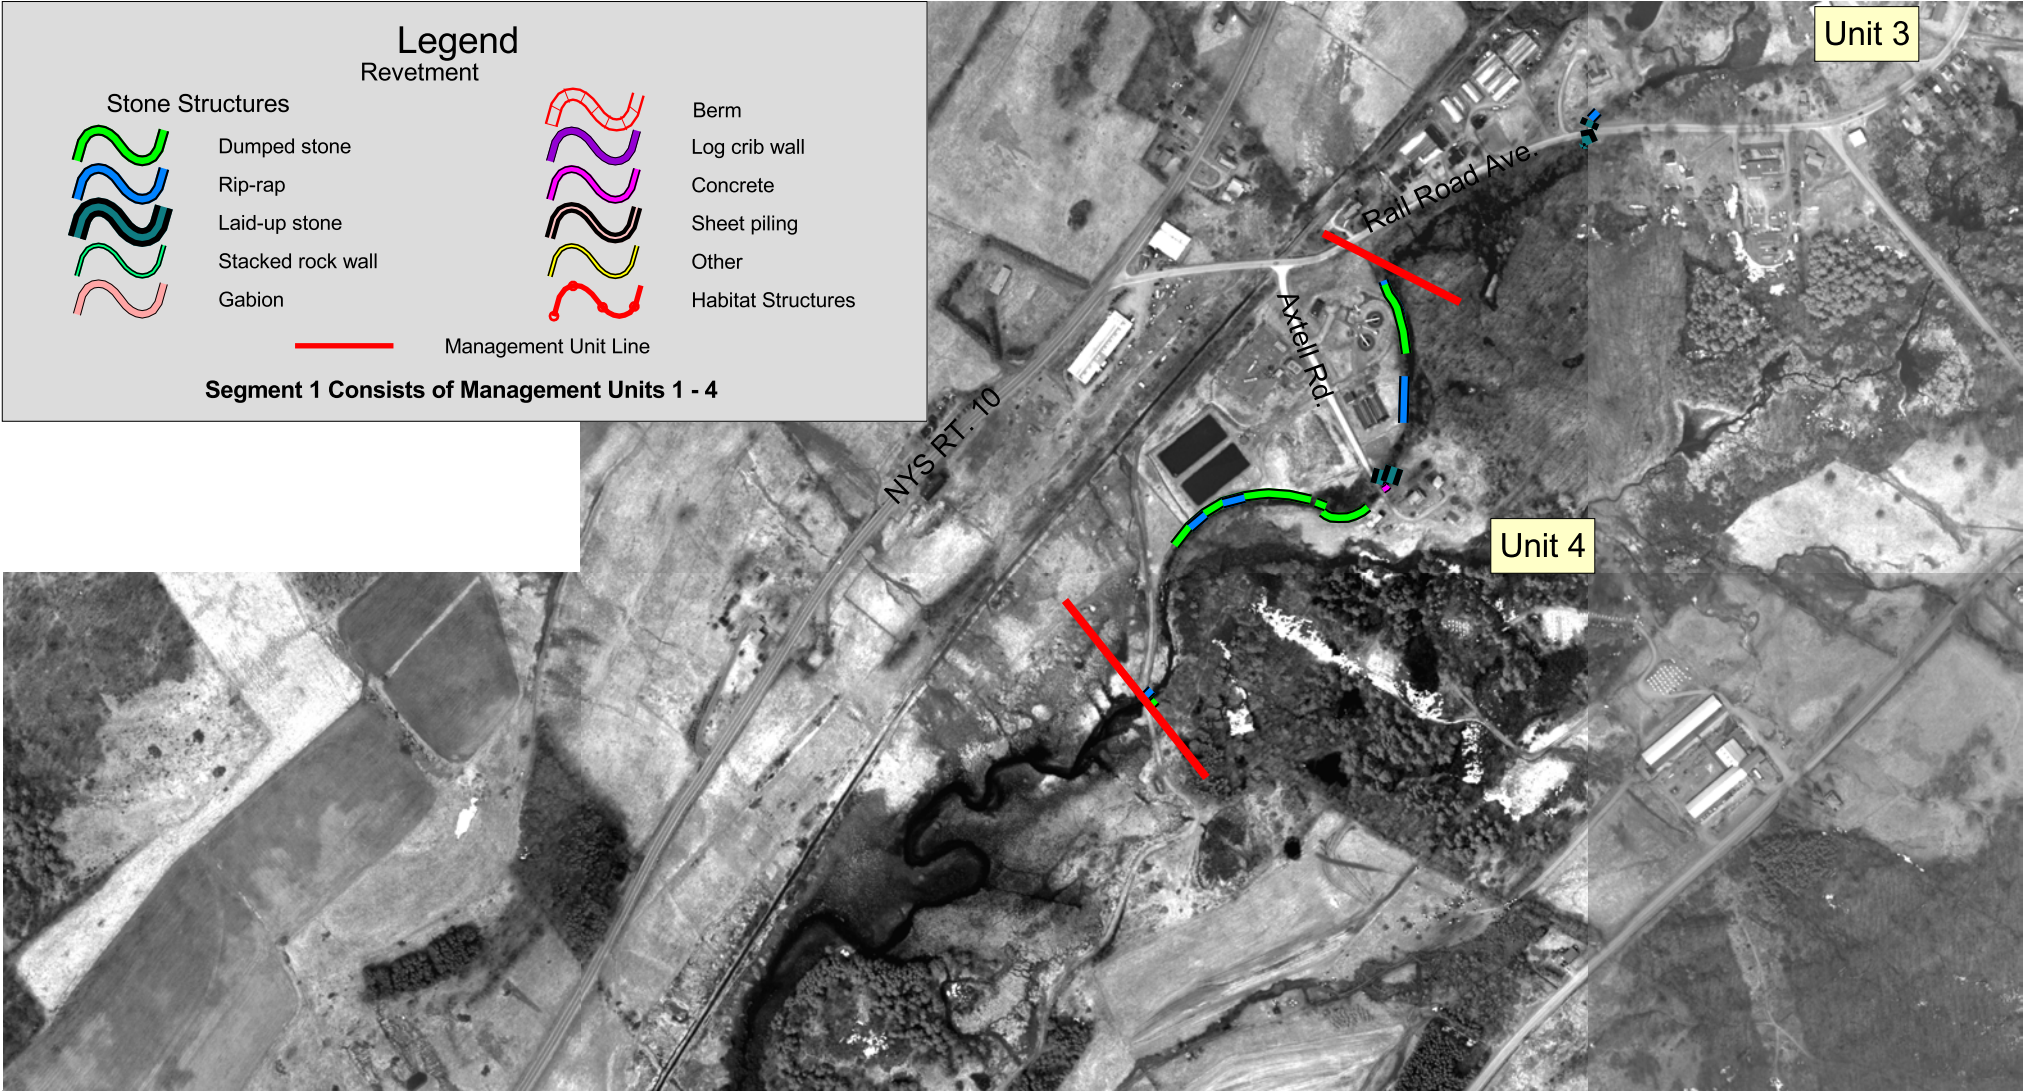 Legend
Revetment
Stone Structures
Dumped stone
Rip-rap
Laid-up stone
Stacked rock wall
Gabion
Berm
Log crib wall
Concrete
Sheet piling
Other
Habitat Structures
Management Unit Line
Segment 1 Consists of Management Units 1 - 4
Unit 3
Rail Road Ave.
Axtell Rd.
NYS RT. 10
Unit 4